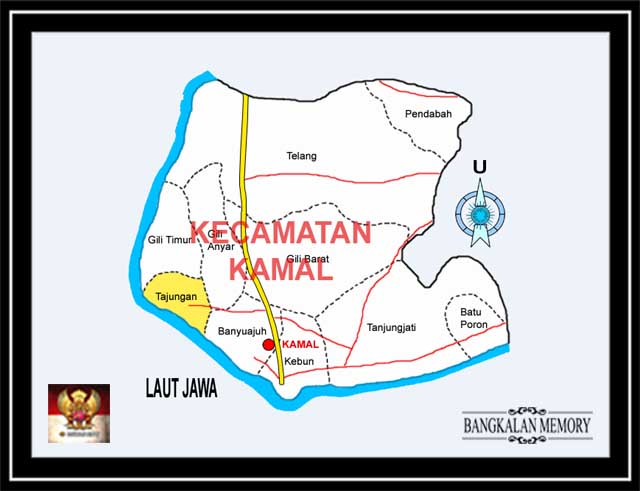 Pendabah
Telang
U
KECAMATAN
KAMAL
Gili Timur
Gili
Anyar
Gili Barat
Tajungan
Banyuajuh
KAMAL
Kebun
Tanjungjati
Batu
Poron
LAUT JAWA
BANGKALAN MEMORY